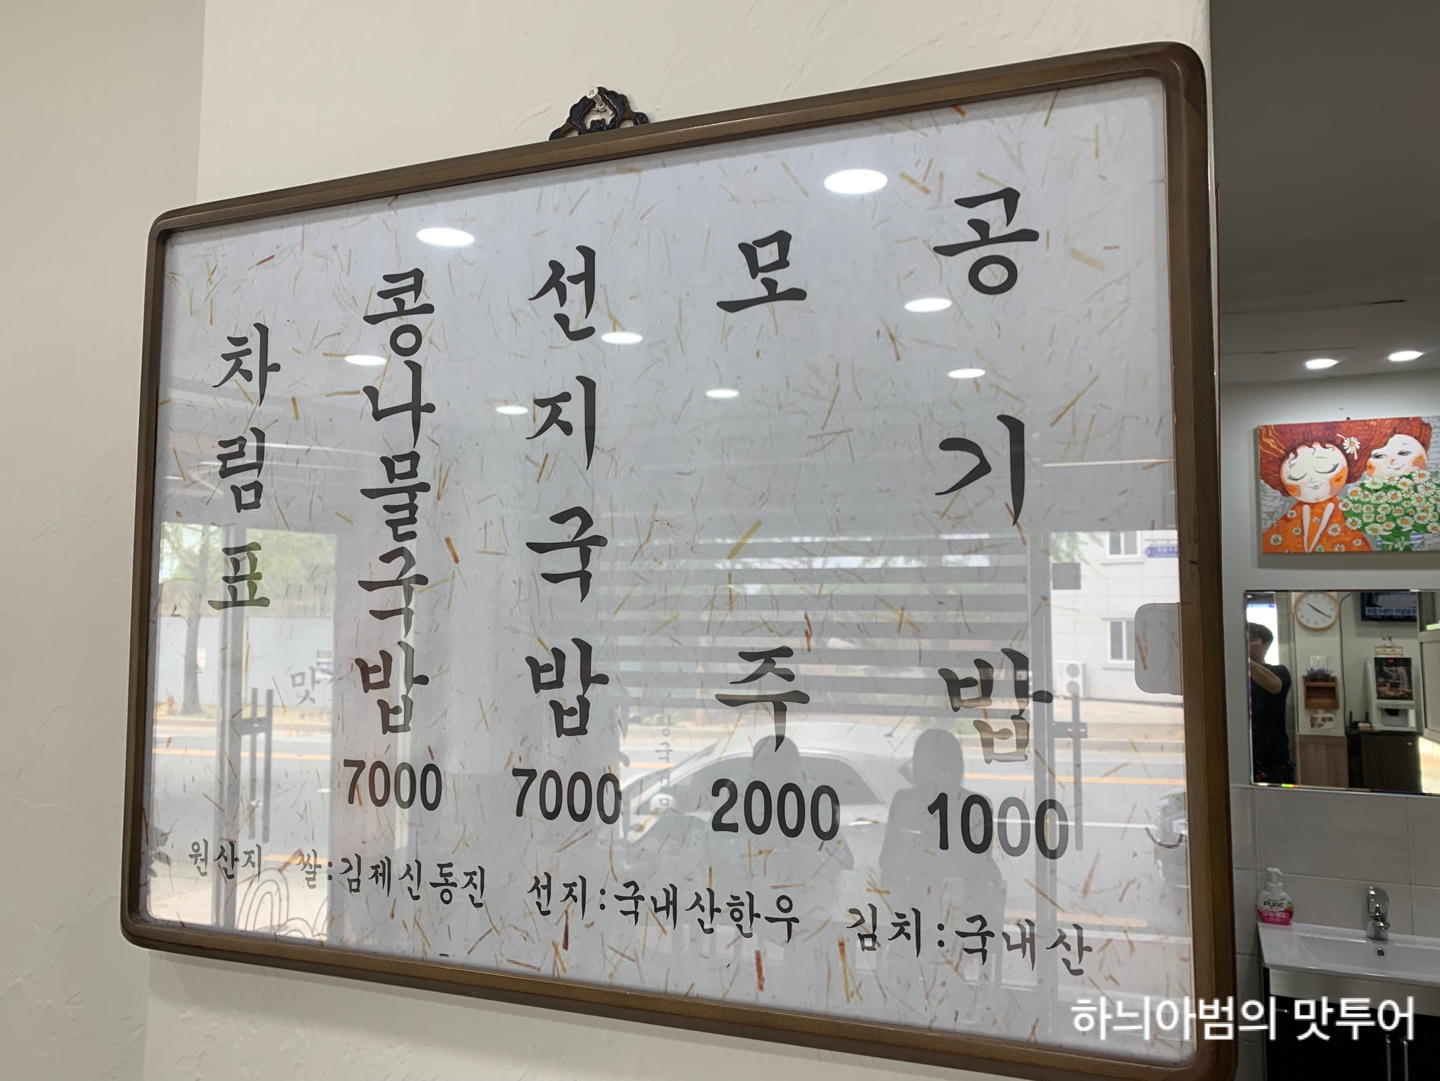 차림표
콩나물국밥 7000
선지국밥 7000
모주 2000
공기밥 1000
원산지 쌀:김제신동진 선지:국내산한우 김치:국내산
하늬아범의 맛투어